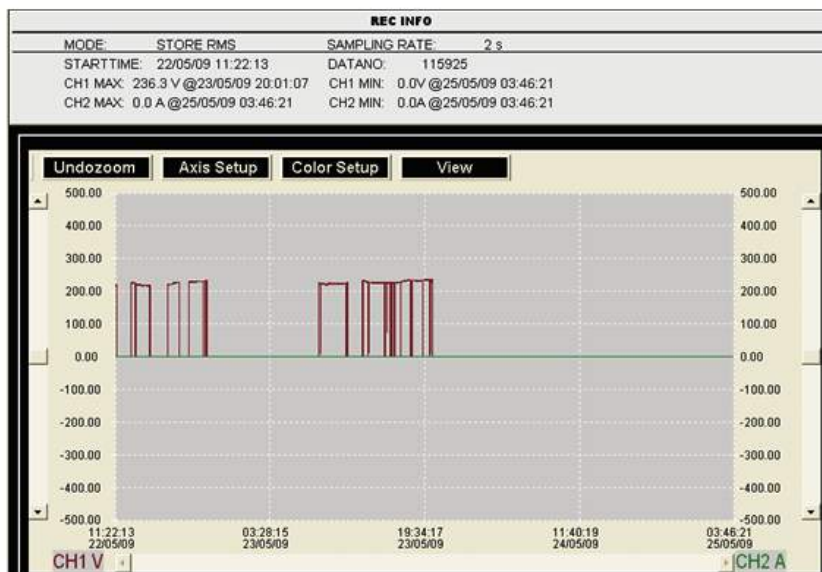 REC INFO
MODE: STORE RMS SAMPLING RATE: 2 s
STARTTIME: 22/05/09 11:22:13 DATANO: 115925
CH1 MAX: 236.3 V @23/05/09 20:01:07 CH1 MIN: 0.0V @25/05/09 03:46:21
CH2 MAX: 0.0 A @25/05/09 03:46:21 CH2 MIN: 0.0A @25/05/09 03:46:21
Undozoom Axis Setup Color Setup View
500.00 500.00
400.00 400.00
300.00 300.00
200.00 200.00
100.00 100.00
0.00 0.00
-100.00 -100.00
-200.00 -200.00
-300.00 -300.00
-400.00 -400.00
-500.00 -500.00
11:22:13 03:28:15 19:34:17 11:40:19 03:46:21
22/05/09 23/05/09 23/05/09 24/05/09 25/05/09
CH1 V CH2 A